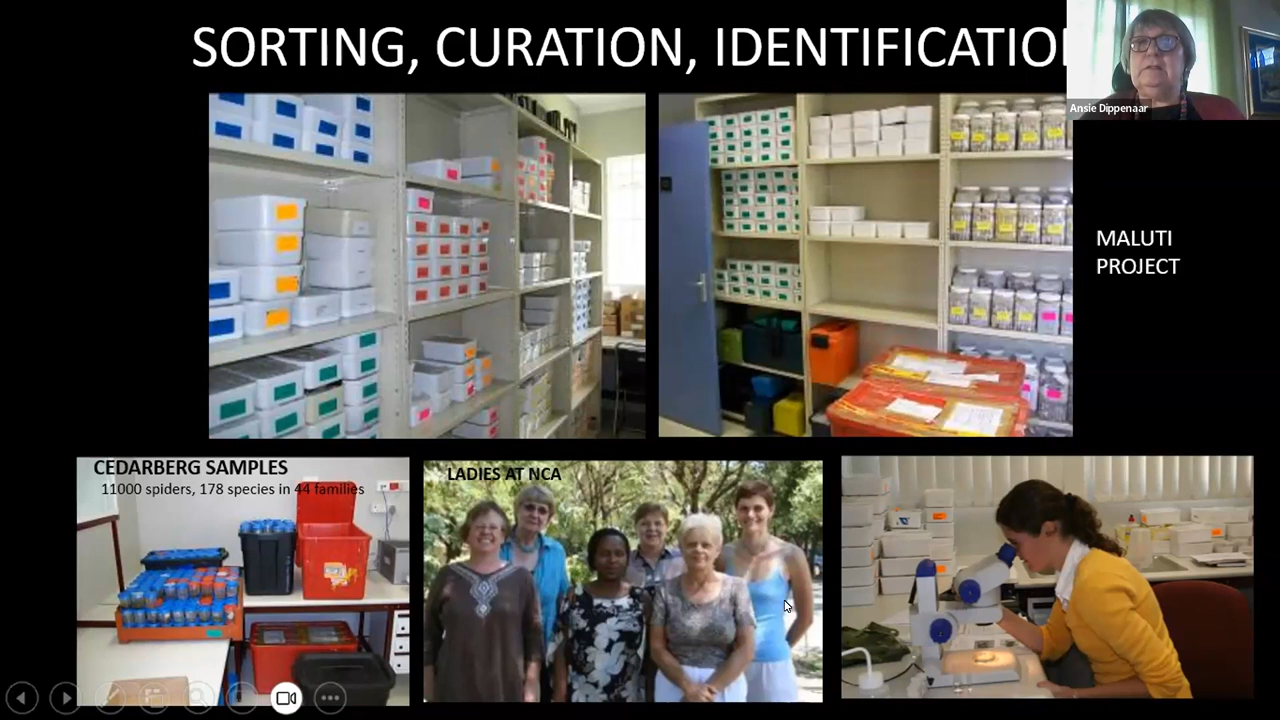 SORTING, CURATION, IDENTIFICATIO
Ansie Dippenaar
MALUTI
PROJECT
CEDARBERG SAMPLES
11000 spiders, 178 species in 44 families
LADIES AT NCA